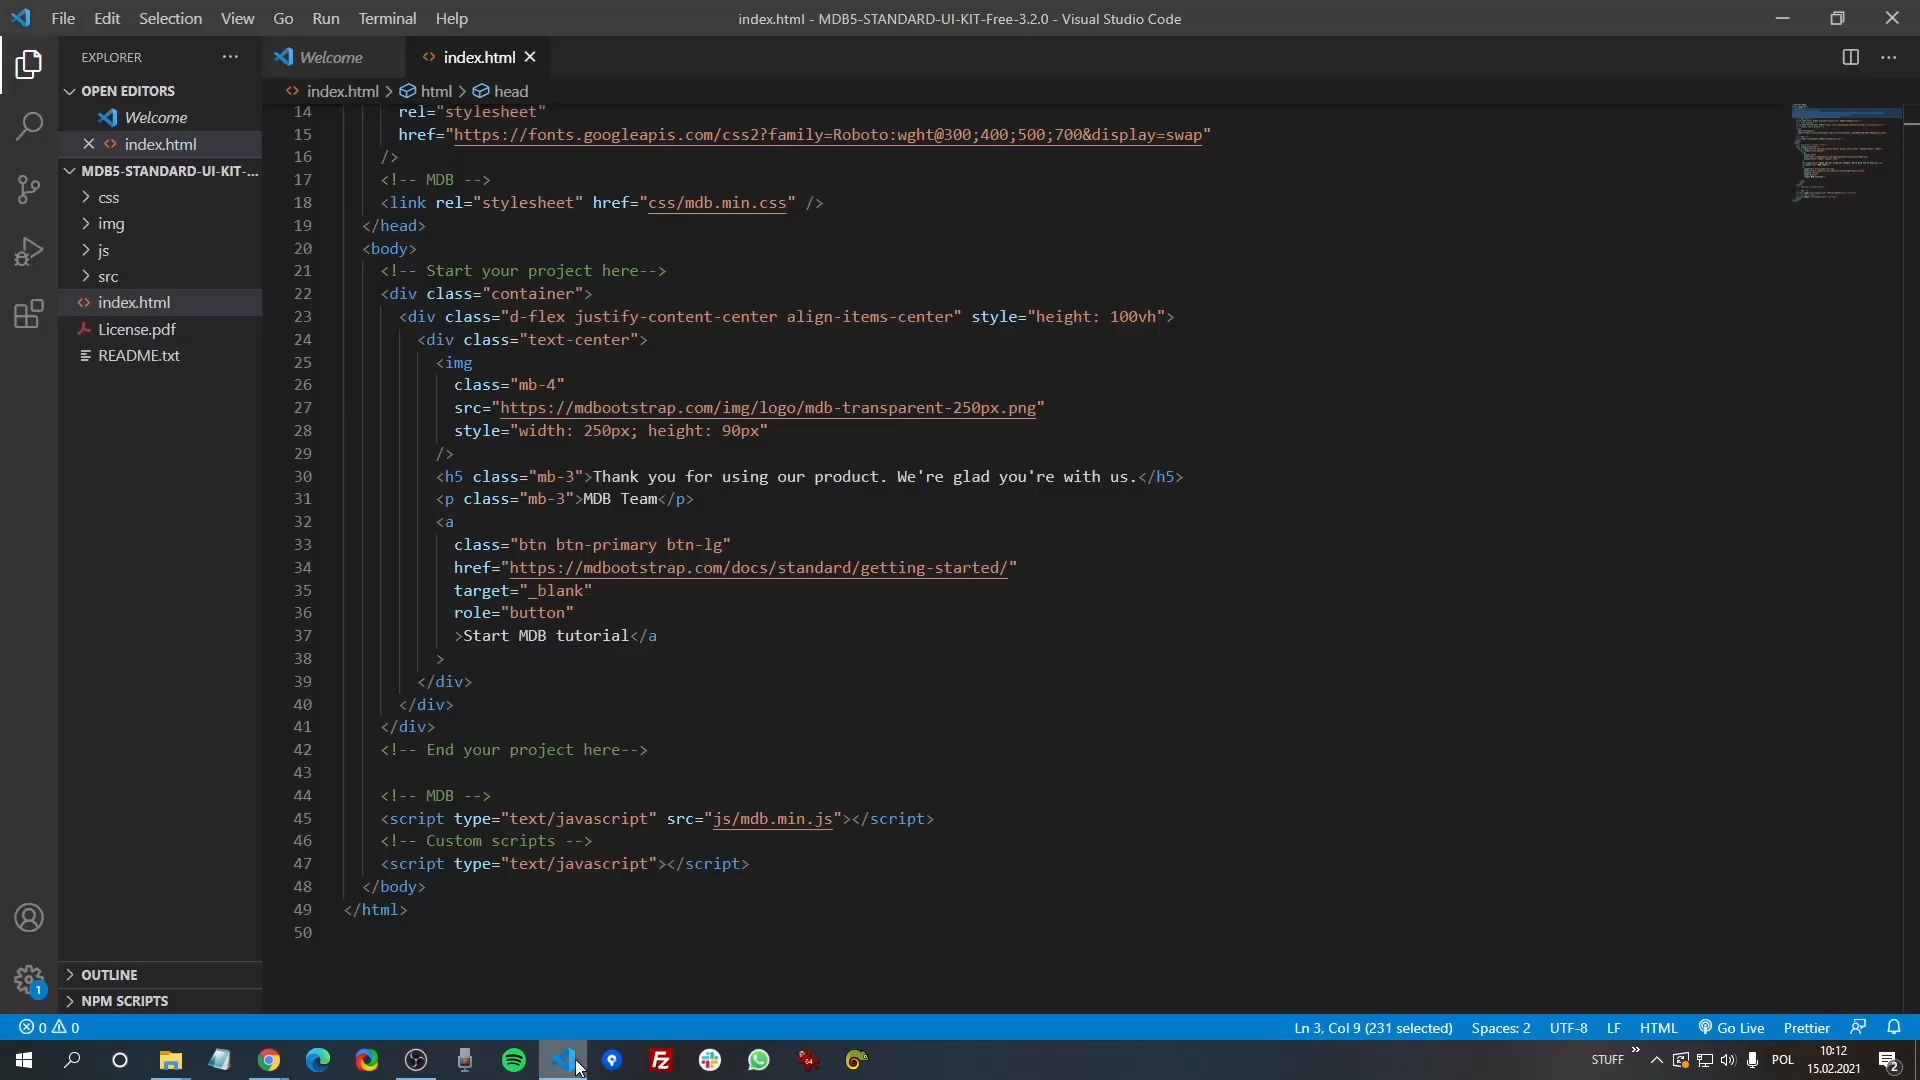 File Edit Selection View Go Run Terminal Help
index.html - MDB5-STANDARD-UI-KIT-Free-3.2.0 - Visual Studio Code
EXPLORER
OPEN EDITORS
Welcome
index.html
MDB5-STANDARD-UI-KIT-...
css
img
js
src
index.html
License.pdf
README.txt
OUTLINE
NPM SCRIPTS
Welcome
index.html
index.html > html > head
14 rel="stylesheet"
15 href="https://fonts.googleapis.com/css2?family=Roboto:wght@300;400;500;700&display=swap"
16 />
17 <!-- MDB -->
18 <link rel="stylesheet" href="css/mdb.min.css" />
19 </head>
20 <body>
21 <!-- Start your project here-->
22 <div class="container">
23 <div class="d-flex justify-content-center align-items-center" style="height: 100vh">
24 <div class="text-center">
25 <img
26 class="mb-4"
27 src="https://mdbootstrap.com/img/logo/mdb-transparent-250px.png"
28 style="width: 250px; height: 90px"
29 />
30 <h5 class="mb-3">Thank you for using our product. We're glad you're with us.</h5>
31 <p class="mb-3">MDB Team</p>
32 <a
33 class="btn btn-primary btn-lg"
34 href="https://mdbootstrap.com/docs/standard/getting-started/"
35 target="_blank"
36 role="button"
37 >Start MDB tutorial</a
38 >
39 </div>
40 </div>
41 </div>
42 <!-- End your project here-->
43
44 <!-- MDB -->
45 <script type="text/javascript" src="js/mdb.min.js"></script>
46 <!-- Custom scripts -->
47 <script type="text/javascript"></script>
48 </body>
49 </html>
50
1
0 0
Ln 3, Col 9 (231 selected) Spaces: 2 UTF-8 LF HTML Go Live Prettier
STUFF » POL
10:12
15.02.2021
2